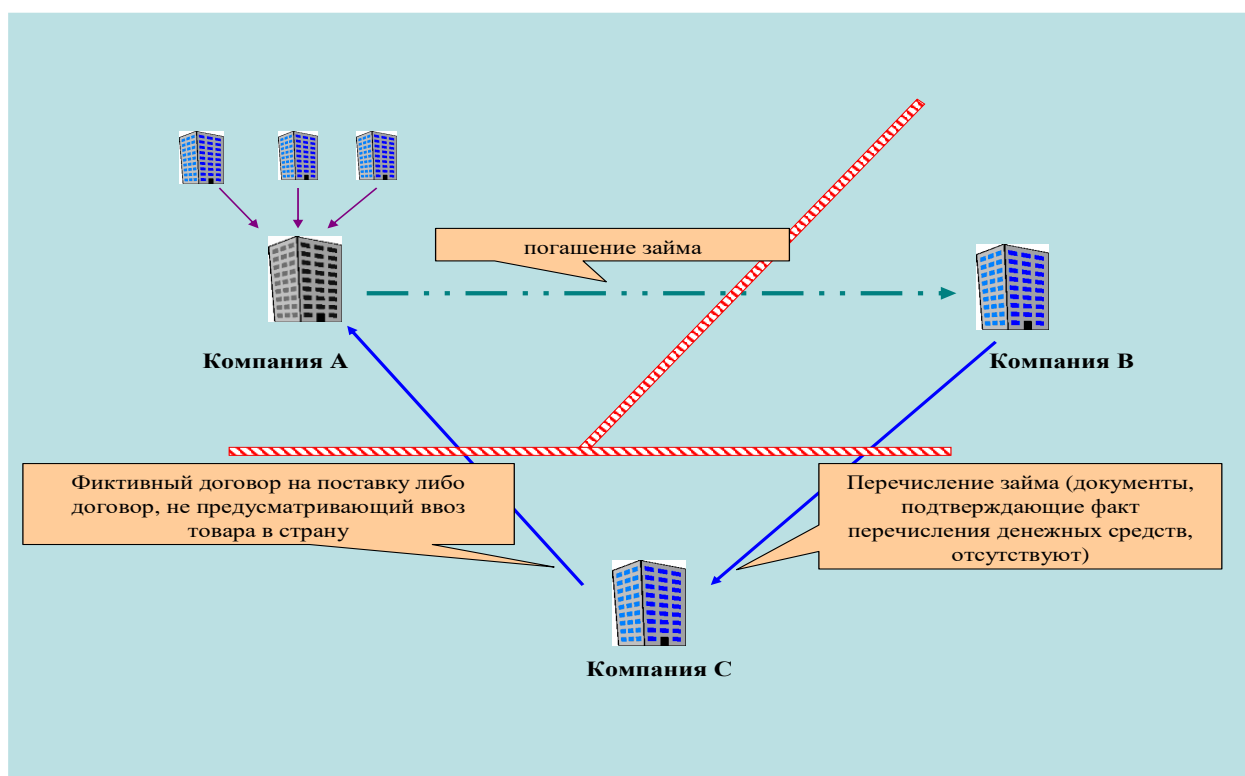 погашение займа
Компания А
Компания В
Фиктивный договор на поставку либо
договор, не предусматривающий ввоз
товара в страну
Перечисление займа (документы,
подтверждающие факт
перечисления денежных средств,
отсутствуют)
Компания С